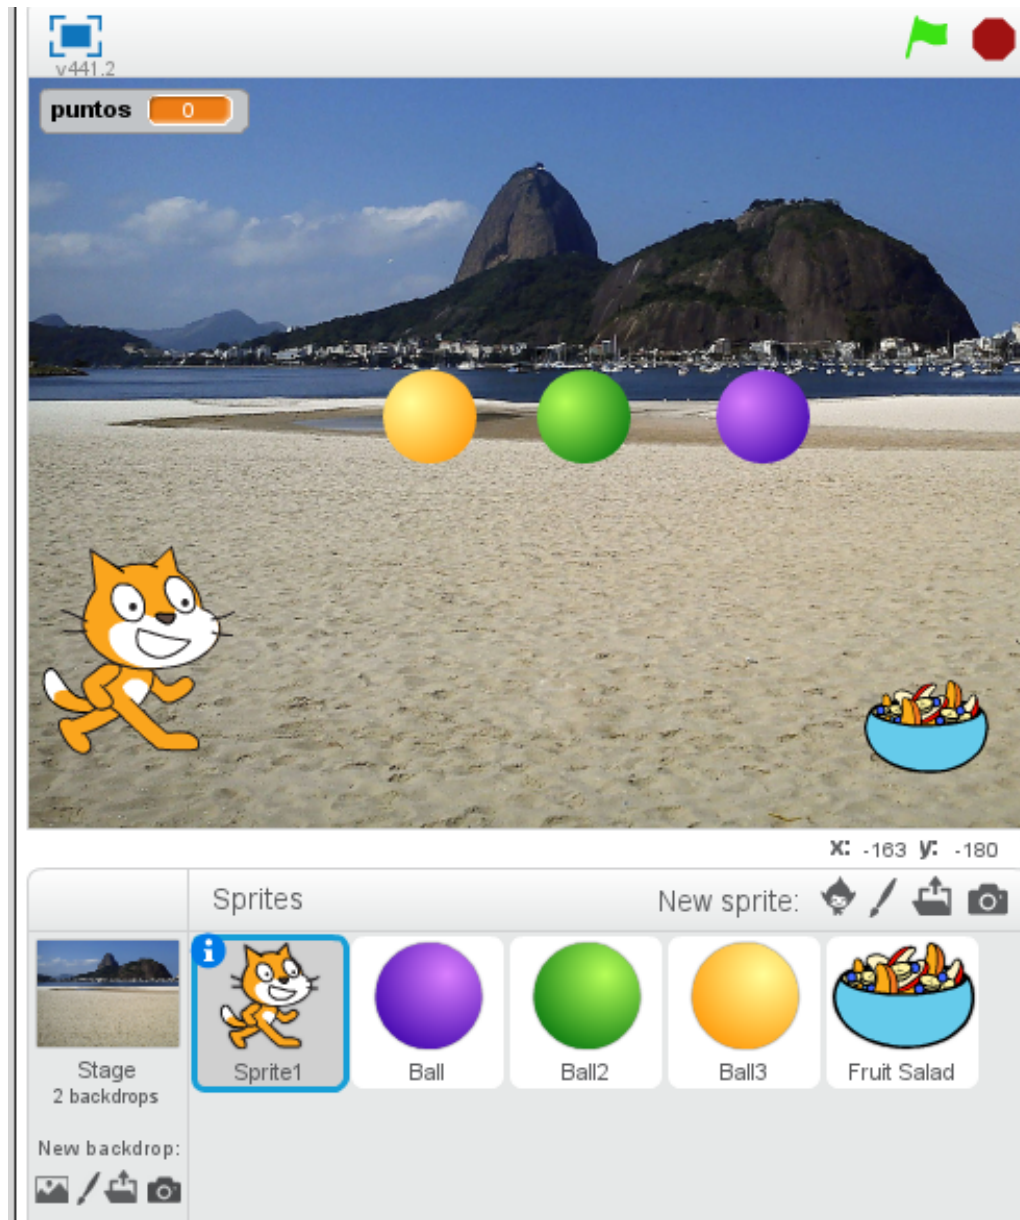 v441.2
puntos 0
x: -163 y: -180
Sprites
New sprite:
Sprite1
Ball
Ball2
Ball3
Fruit Salad
Stage
2 backdrops
New backdrop: